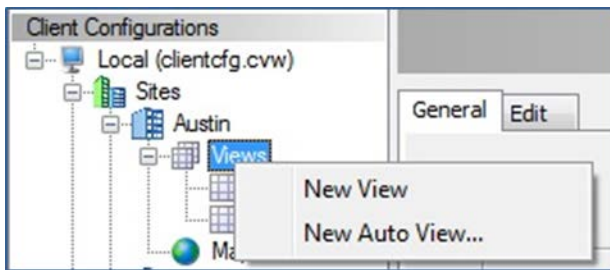 Client Configurations
Local (clientcfg.cvw)
Sites
Austin
General Edit
Views
New View
New Auto View...